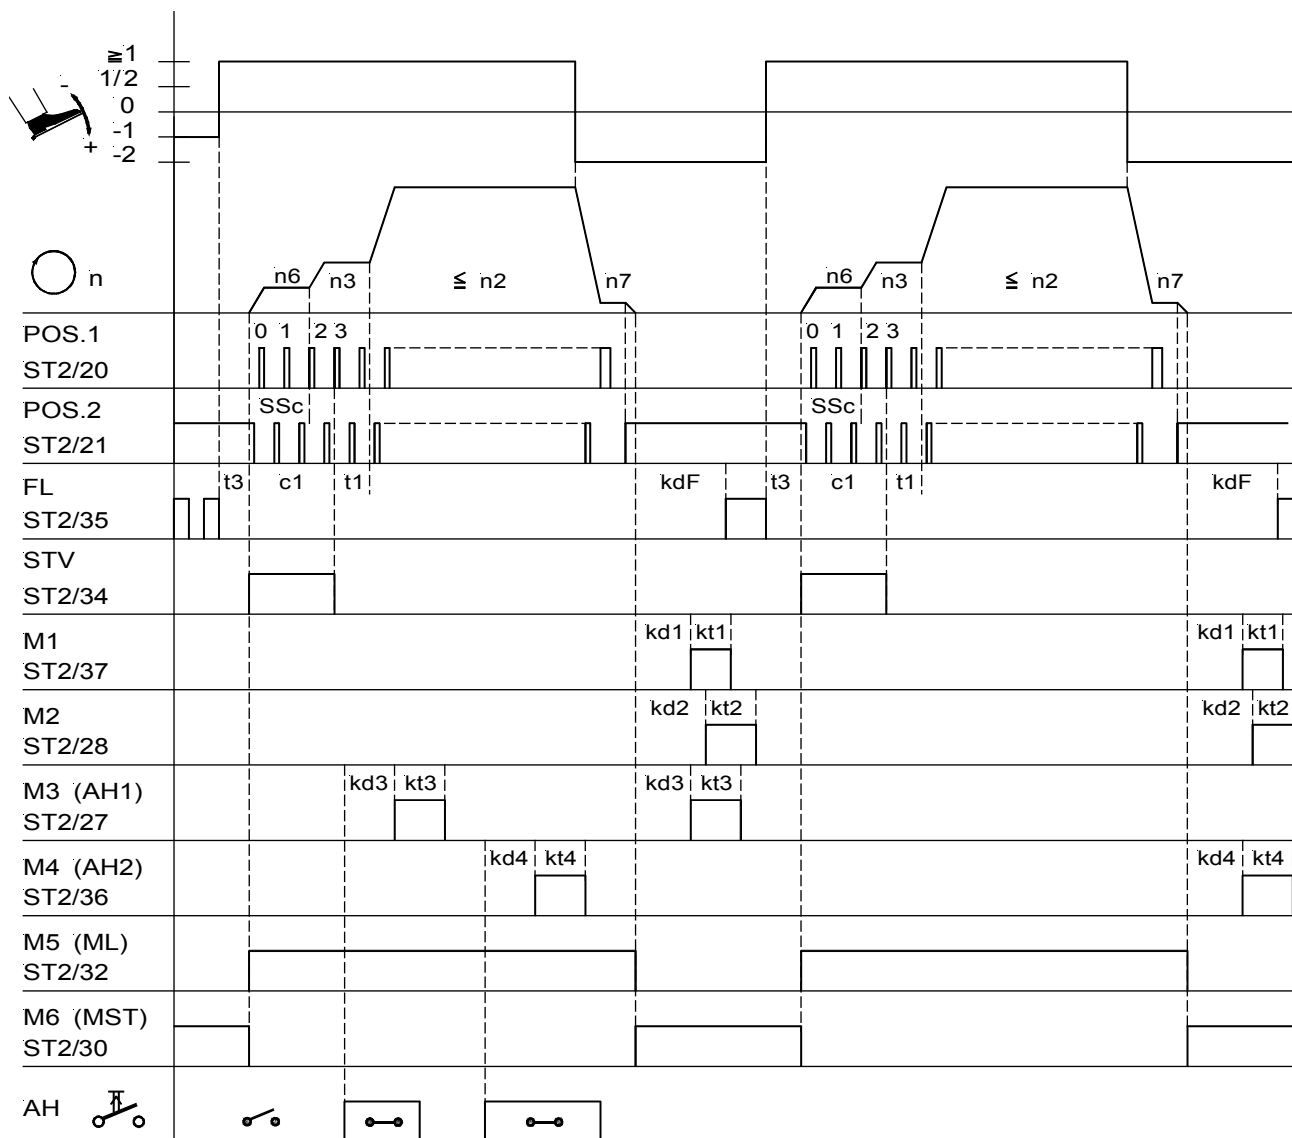 ≧1
1/2
-
0
-1
+
-2
n
n6 n3 ≦ n2 n7 n6 n3 ≦ n2 n7
POS.1 0 1 2 3 0 1 2 3
ST2/20
POS.2 SSc SSc
ST2/21
FL t3 c1 t1 kdF t3 c1 t1 kdF
ST2/35
STV
ST2/34
M1 kd1 kt1 kd1 kt1
ST2/37
M2 kd2 kt2 kd2 kt2
ST2/28
M3 (AH1) kd3 kt3 kd3 kt3
ST2/27
M4 (AH2) kd4 kt4 kd4 kt4
ST2/36
M5 (ML)
ST2/32
M6 (MST)
ST2/30
AH